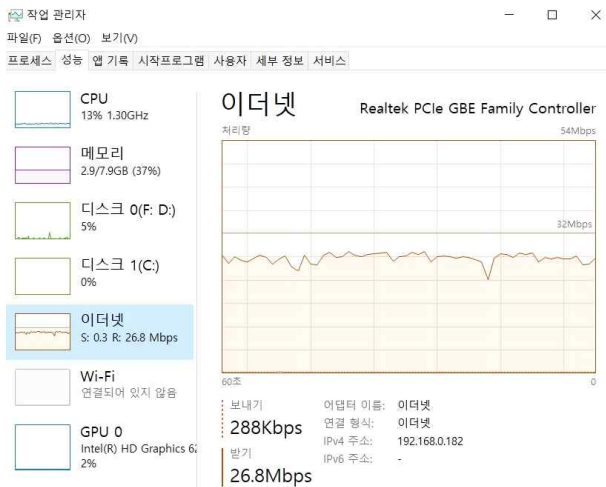 작업 관리자
파일(F) 옵션(O) 보기(V)
프로세스 성능 앱 기록 시작프로그램 사용자 세부 정보 서비스
CPU
13% 1.30GHz
메모리
2.9/7.9GB (37%)
디스크 0(F: D:)
5%
디스크 1(C:)
0%
이더넷
S: 0.3 R: 26.8 Mbps
Wi-Fi
연결되어 있지 않음
GPU 0
Intel(R) HD Graphics 62
2%
이더넷 Realtek PCIe GBE Family Controller
처리량 54Mbps
32Mbps
60초 0
보내기
288Kbps
받기
26.8Mbps
어댑터 이름: 이더넷
연결 형식: 이더넷
IPv4 주소: 192.168.0.182
IPv6 주소: -